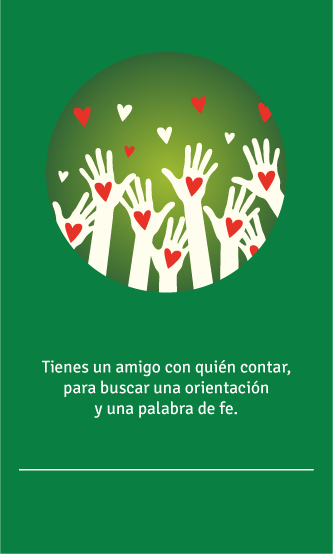 Tienes un amigo con quién contar,
para buscar una orientación
y una palabra de fe.